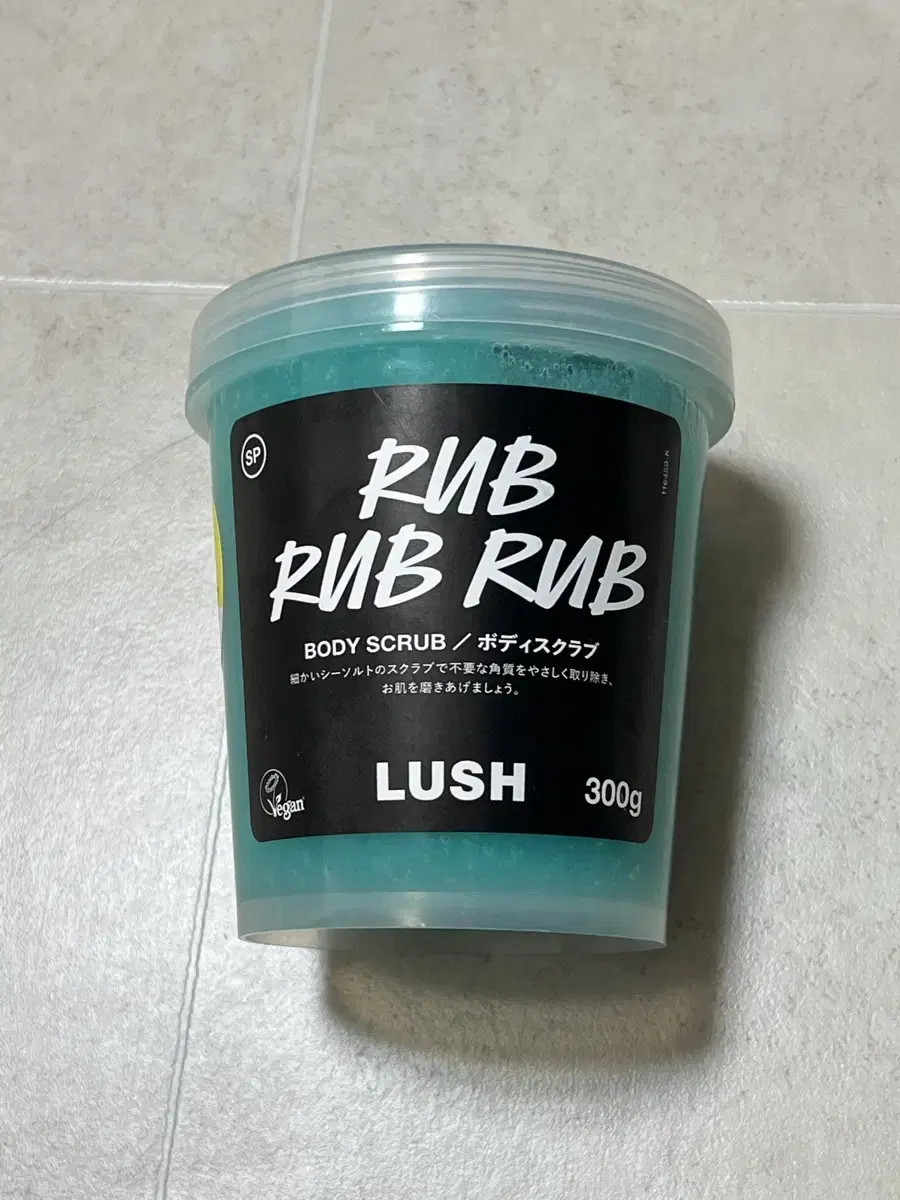 SP
RUB
RUB RUB
BODY SCRUB / ボディスクラブ
細かいシーソルトのスクラブで不要な角質をやさしく取り除き、
お肌を磨きあげましょう。
Vegan
LUSH
300g